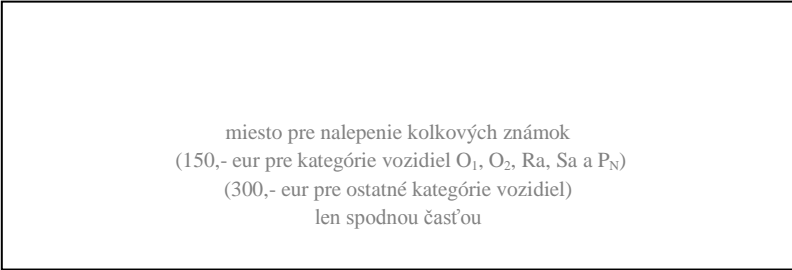 miesto pre nalepenie kolkových známok
(150,- eur pre kategórie vozidiel O₁, O₂, Ra, Sa a Pₙ)
(300,- eur pre ostatné kategórie vozidiel)
len spodnou časťou